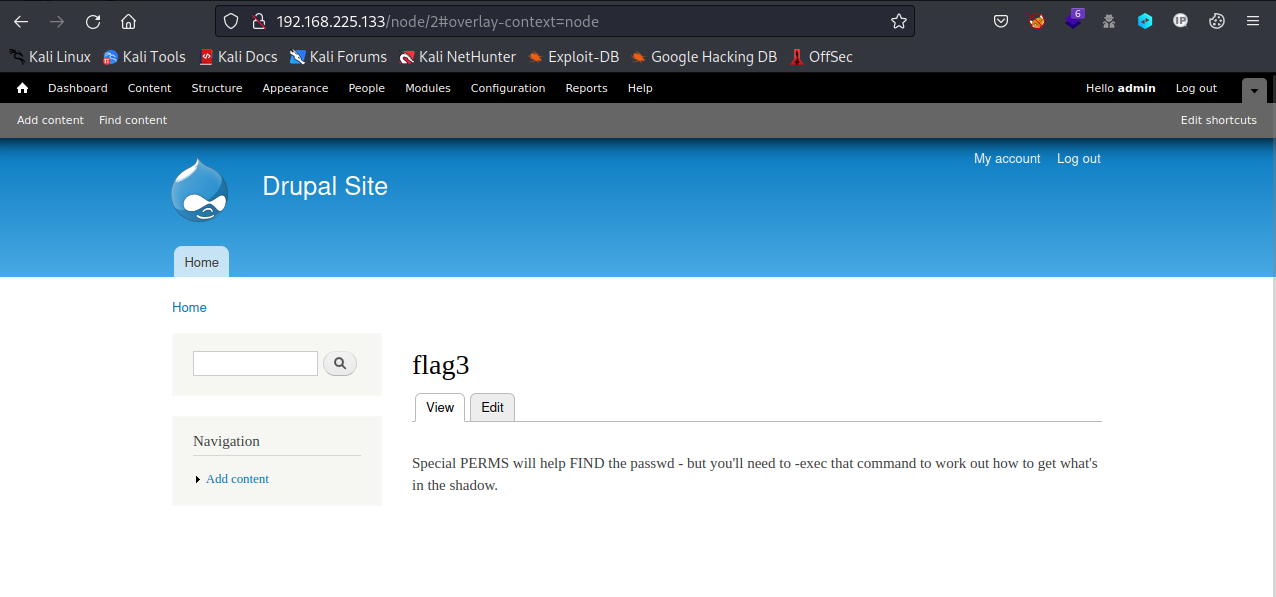 192.168.225.133/node/2#overlay-context=node
6
IP
Kali Linux Kali Tools Kali Docs Kali Forums Kali NetHunter Exploit-DB Google Hacking DB OffSec
Dashboard Content Structure Appearance People Modules Configuration Reports Help Hello admin Log out
Add content Find content Edit shortcuts
My account Log out
Drupal Site
Home
Home
flag3
View Edit
Navigation
Add content
Special PERMS will help FIND the passwd - but you'll need to -exec that command to work out how to get what's
in the shadow.